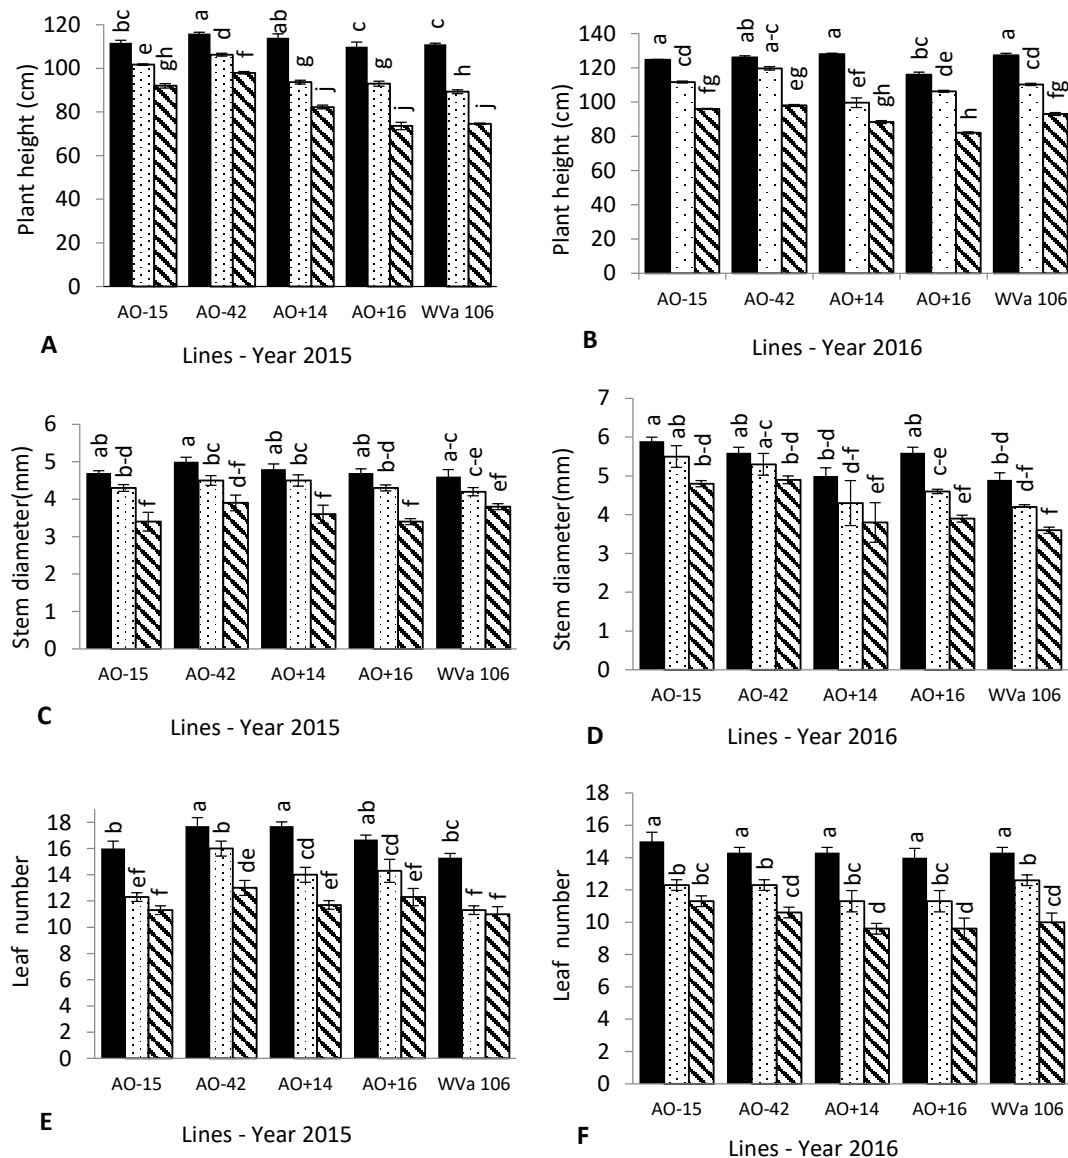 Plant height (cm)
120
100
80
60
40
20
0
bc
e
gh
a
d
f
ab
g
j
c
g
j
c
h
j
AO-15
AO-42
AO+14
AO+16
WVa 106
A
Lines - Year 2015
Plant height (cm)
140
120
100
80
60
40
20
0
a
cd
fg
ab
a-c
eg
a
ef
gh
bc
de
h
a
cd
fg
AO-15
AO-42
AO+14
AO+16
WVa 106
B
Lines - Year 2016
Stem diameter(mm)
6
5
4
3
2
1
0
ab
b-d
f
a
bc
d-f
ab
bc
f
ab
b-d
f
a-c
c-e
ef
AO-15
AO-42
AO+14
AO+16
WVa 106
C
Lines - Year 2015
Stem diameter(mm)
7
6
5
4
3
2
1
0
a
ab
b-d
ab
a-c
b-d
b-d
d-f
ef
ab
c-e
ef
b-d
d-f
f
AO-15
AO-42
AO+14
AO+16
WVa 106
D
Lines - Year 2016
Leaf number
18
16
14
12
10
8
6
4
2
0
b
ef
f
a
b
de
a
cd
ef
ab
cd
ef
bc
f
f
AO-15
AO-42
AO+14
AO+16
WVa 106
E
Lines - Year 2015
Leaf number
18
16
14
12
10
8
6
4
2
0
a
b
bc
a
b
cd
a
bc
d
a
bc
d
a
b
cd
AO-15
AO-42
AO+14
AO+16
WVa 106
F
Lines - Year 2016